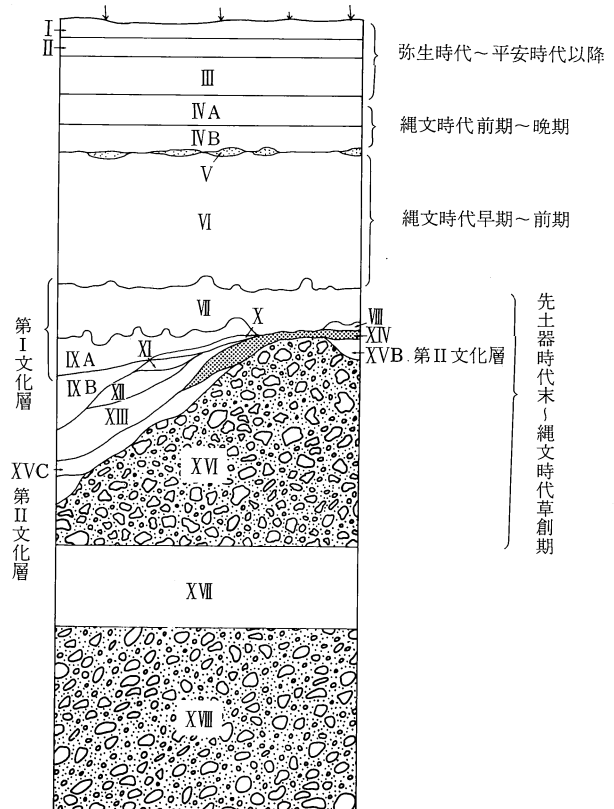 I
II
III
弥生時代～平安時代以降
IVA
IVB
縄文時代前期～晩期
V
VI
縄文時代早期～前期
VII
X
VIII
XIV
XVB.第II文化層
第I文化層
XI
IXA
IXB
XII
XIII
XVC
第II文化層
XVI
先土器時代末～縄文時代草創期
XVII
XVIII